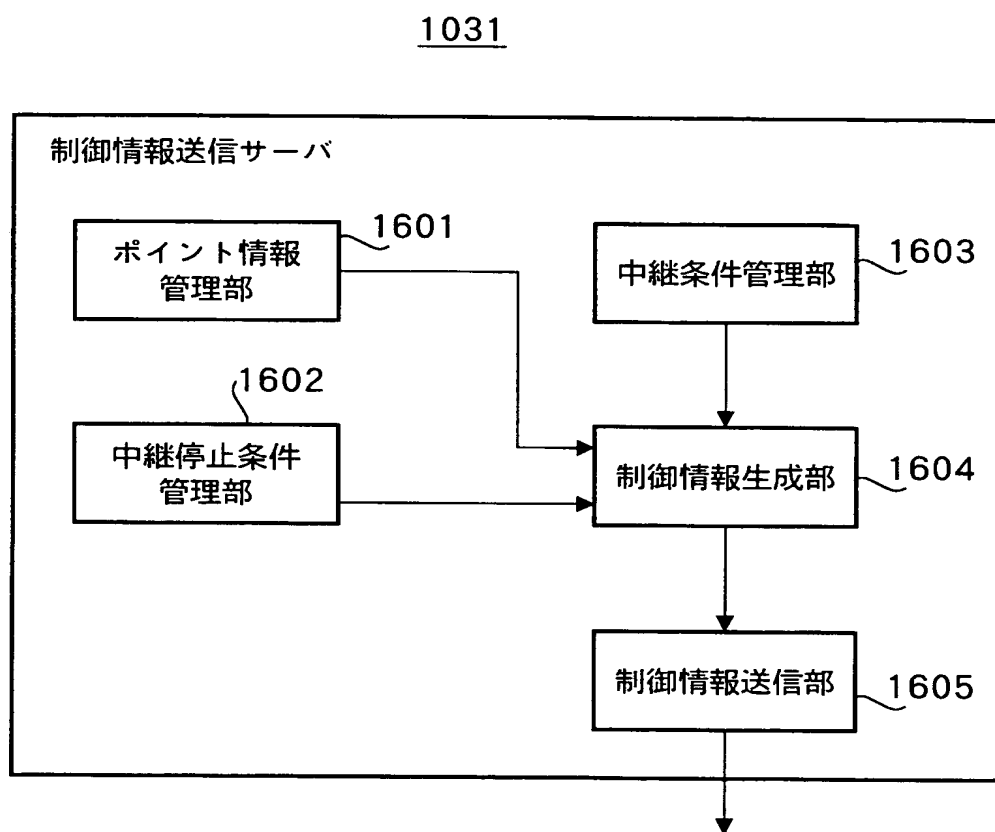 1031
制御情報送信サーバ
ポイント情報
管理部
1601
中継条件管理部
1603
1602
中継停止条件
管理部
制御情報生成部
1604
制御情報送信部
1605